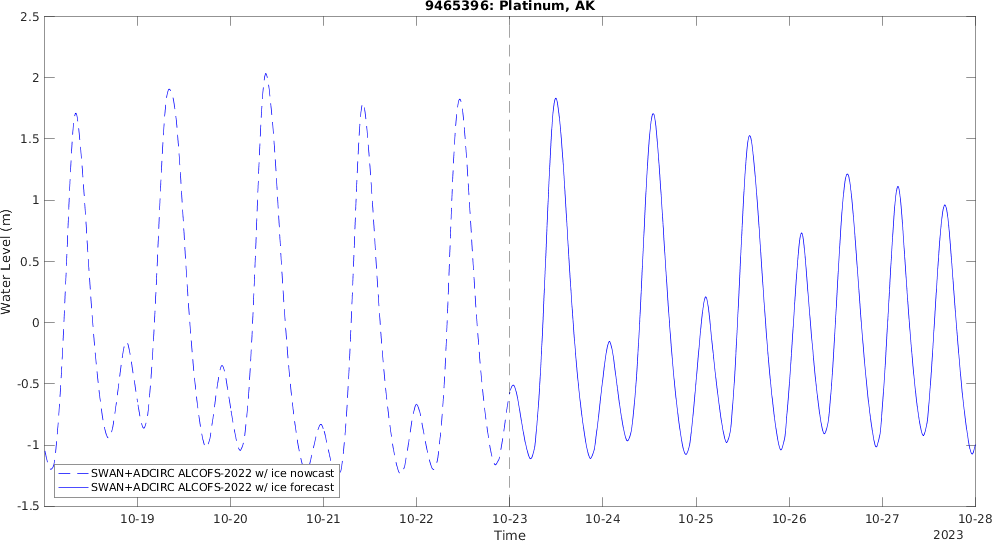 9465396: Platinum, AK
2.5
2
1.5
1
0.5
0
-0.5
-1
-1.5
Water Level (m)
SWAN+ADCIRC ALCOFS-2022 w/ ice nowcast
SWAN+ADCIRC ALCOFS-2022 w/ ice forecast
10-19 10-20 10-21 10-22 10-23 10-24 10-25 10-26 10-27 10-28
Time
2023